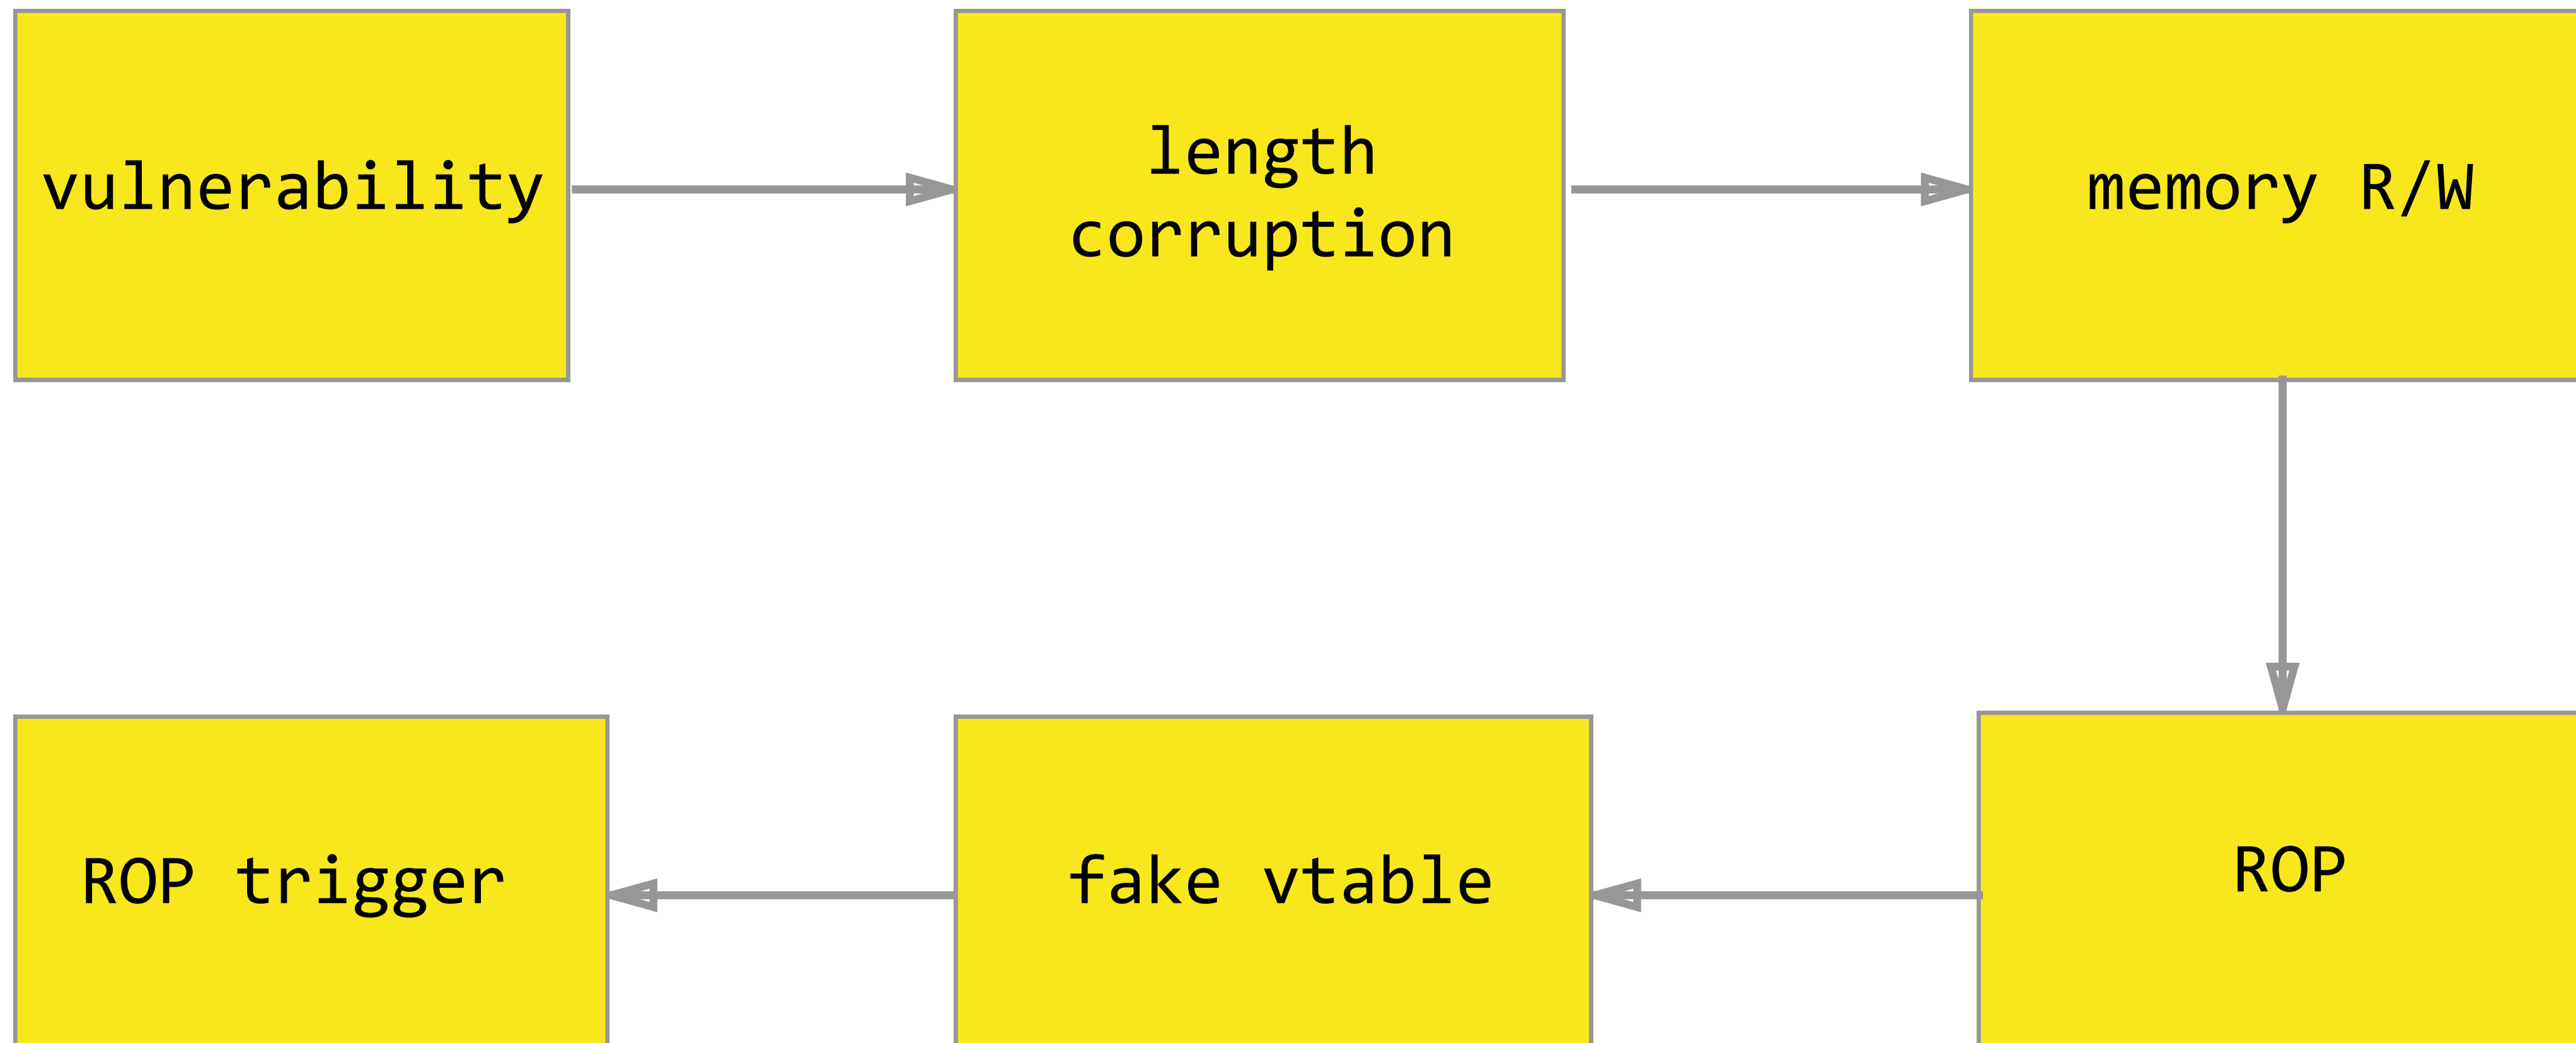 vulnerability
length
corruption
memory R/W
ROP trigger
fake vtable
ROP